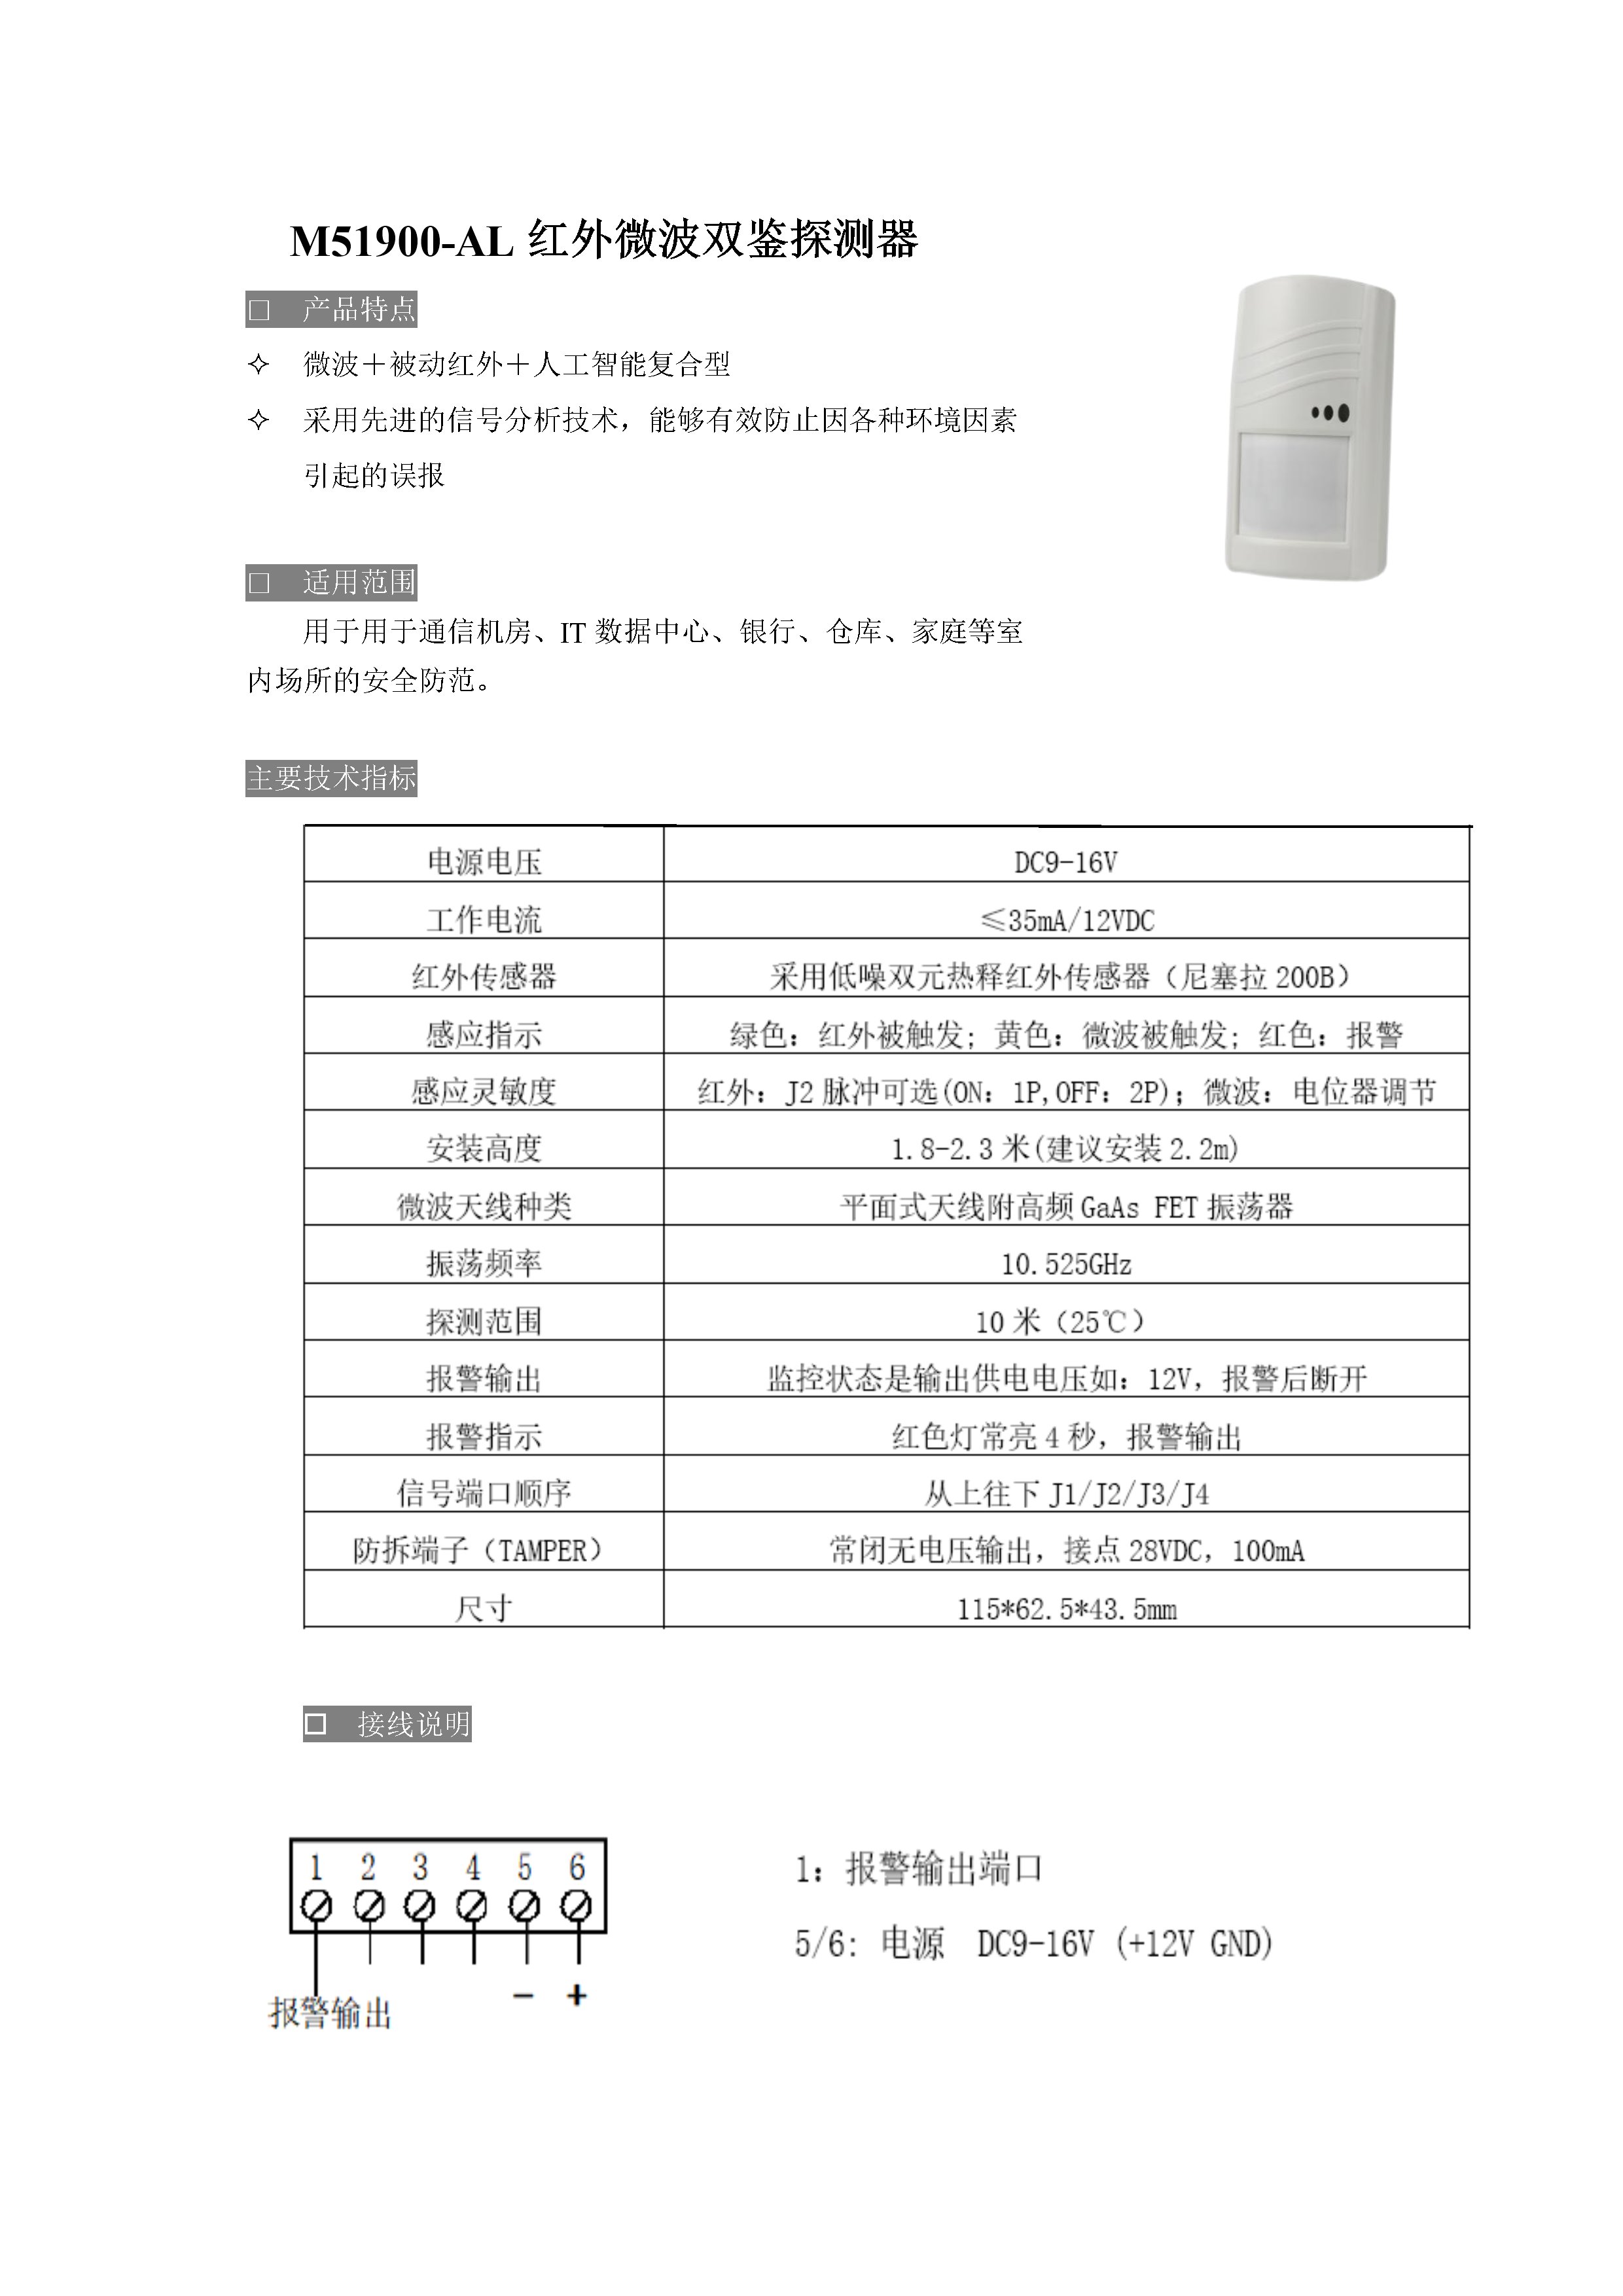 M51900-AL 红外微波双鉴探测器
□ 产品特点
✧ 微波＋被动红外＋人工智能复合型
✧ 采用先进的信号分析技术，能够有效防止因各种环境因素
引起的误报
□ 适用范围
用于用于通信机房、IT 数据中心、银行、仓库、家庭等室
内场所的安全防范。
主要技术指标
电源电压 DC9-16V
工作电流 ≤35mA/12VDC
红外传感器 采用低噪双元热释红外传感器（尼塞拉 200B）
感应指示 绿色：红外被触发；黄色：微波被触发；红色：报警
感应灵敏度 红外：J2 脉冲可选(ON：1P,OFF：2P)；微波：电位器调节
安装高度 1.8-2.3 米(建议安装 2.2m)
微波天线种类 平面式天线附高频 GaAs FET 振荡器
振荡频率 10.525GHz
探测范围 10 米（25℃）
报警输出 监控状态是输出供电电压如：12V，报警后断开
报警指示 红色灯常亮 4 秒，报警输出
信号端口顺序 从上往下 J1/J2/J3/J4
防拆端子（TAMPER） 常闭无电压输出，接点 28VDC，100mA
尺寸 115*62.5*43.5mm
□ 接线说明
1 2 3 4 5 6
- +
报警输出
1：报警输出端口
5/6: 电源 DC9-16V (+12V GND)